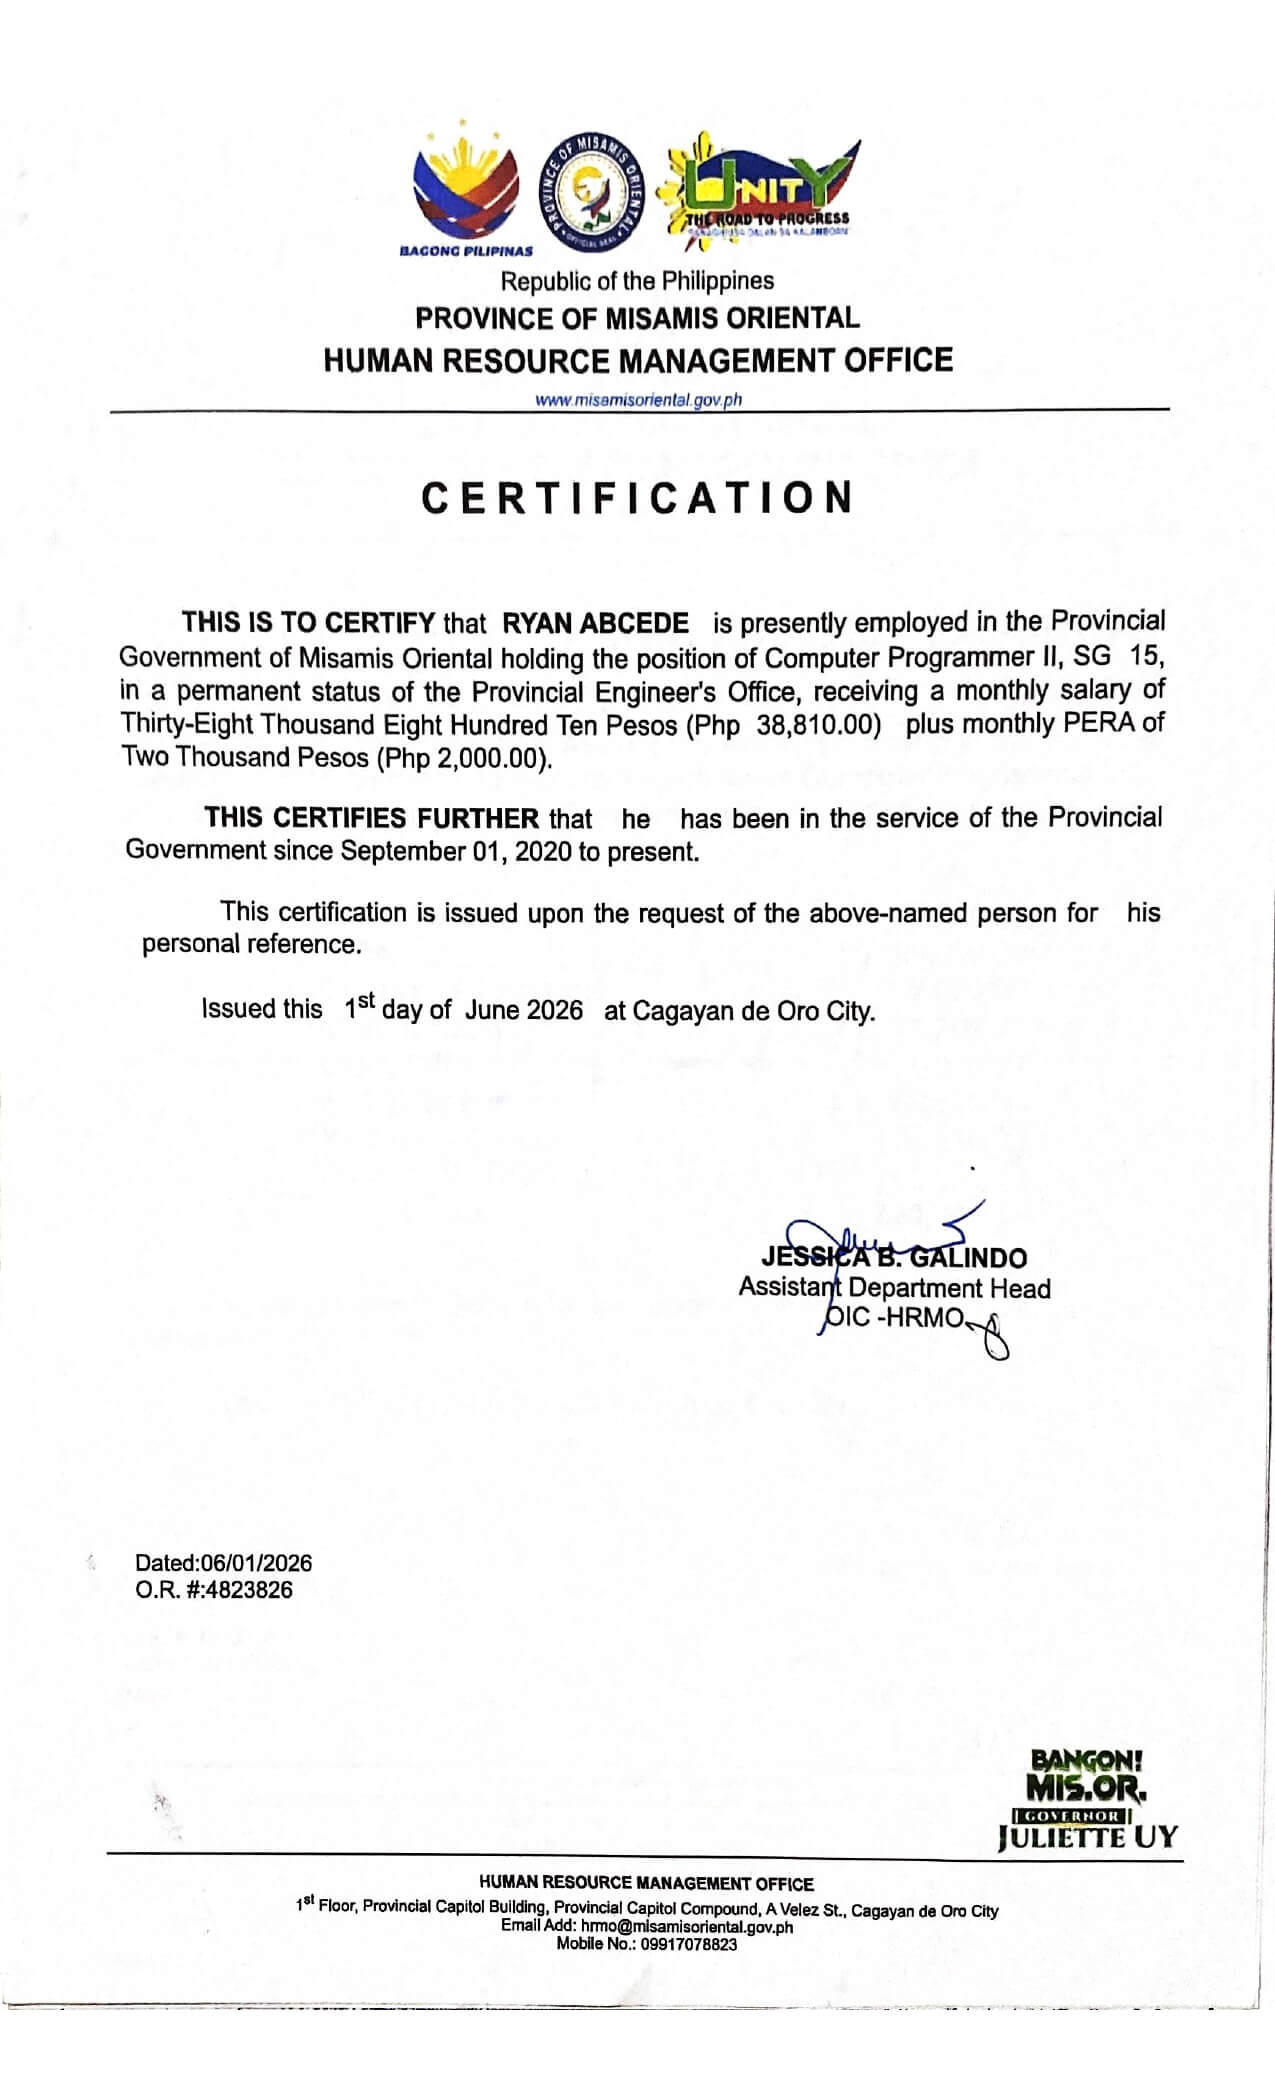 BAGONG PILIPINAS
PROVINCE OF MISAMIS ORIENTAL
OFFICIAL SEAL
UNITY
THE ROAD TO PROGRESS
Republic of the Philippines
PROVINCE OF MISAMIS ORIENTAL
HUMAN RESOURCE MANAGEMENT OFFICE
www.misamisoriental.gov.ph
CERTIFICATION
THIS IS TO CERTIFY that RYAN ABCEDE is presently employed in the Provincial
Government of Misamis Oriental holding the position of Computer Programmer II, SG 15,
in a permanent status of the Provincial Engineer's Office, receiving a monthly salary of
Thirty-Eight Thousand Eight Hundred Ten Pesos (Php 38,810.00) plus monthly PERA of
Two Thousand Pesos (Php 2,000.00).
THIS CERTIFIES FURTHER that he has been in the service of the Provincial
Government since September 01, 2020 to present.
This certification is issued upon the request of the above-named person for his
personal reference.
Issued this 1st day of June 2026 at Cagayan de Oro City.
JESSICA B. GALINDO
Assistant Department Head
OIC -HRMO
Dated:06/01/2026
O.R. #:4823826
BANGON!
MIS.OR.
GOVERNOR
JULIETTE UY
HUMAN RESOURCE MANAGEMENT OFFICE
1st Floor, Provincial Capitol Building, Provincial Capitol Compound, A Velez St., Cagayan de Oro City
Email Add: hrmo@misamisoriental.gov.ph
Mobile No.: 09917078823